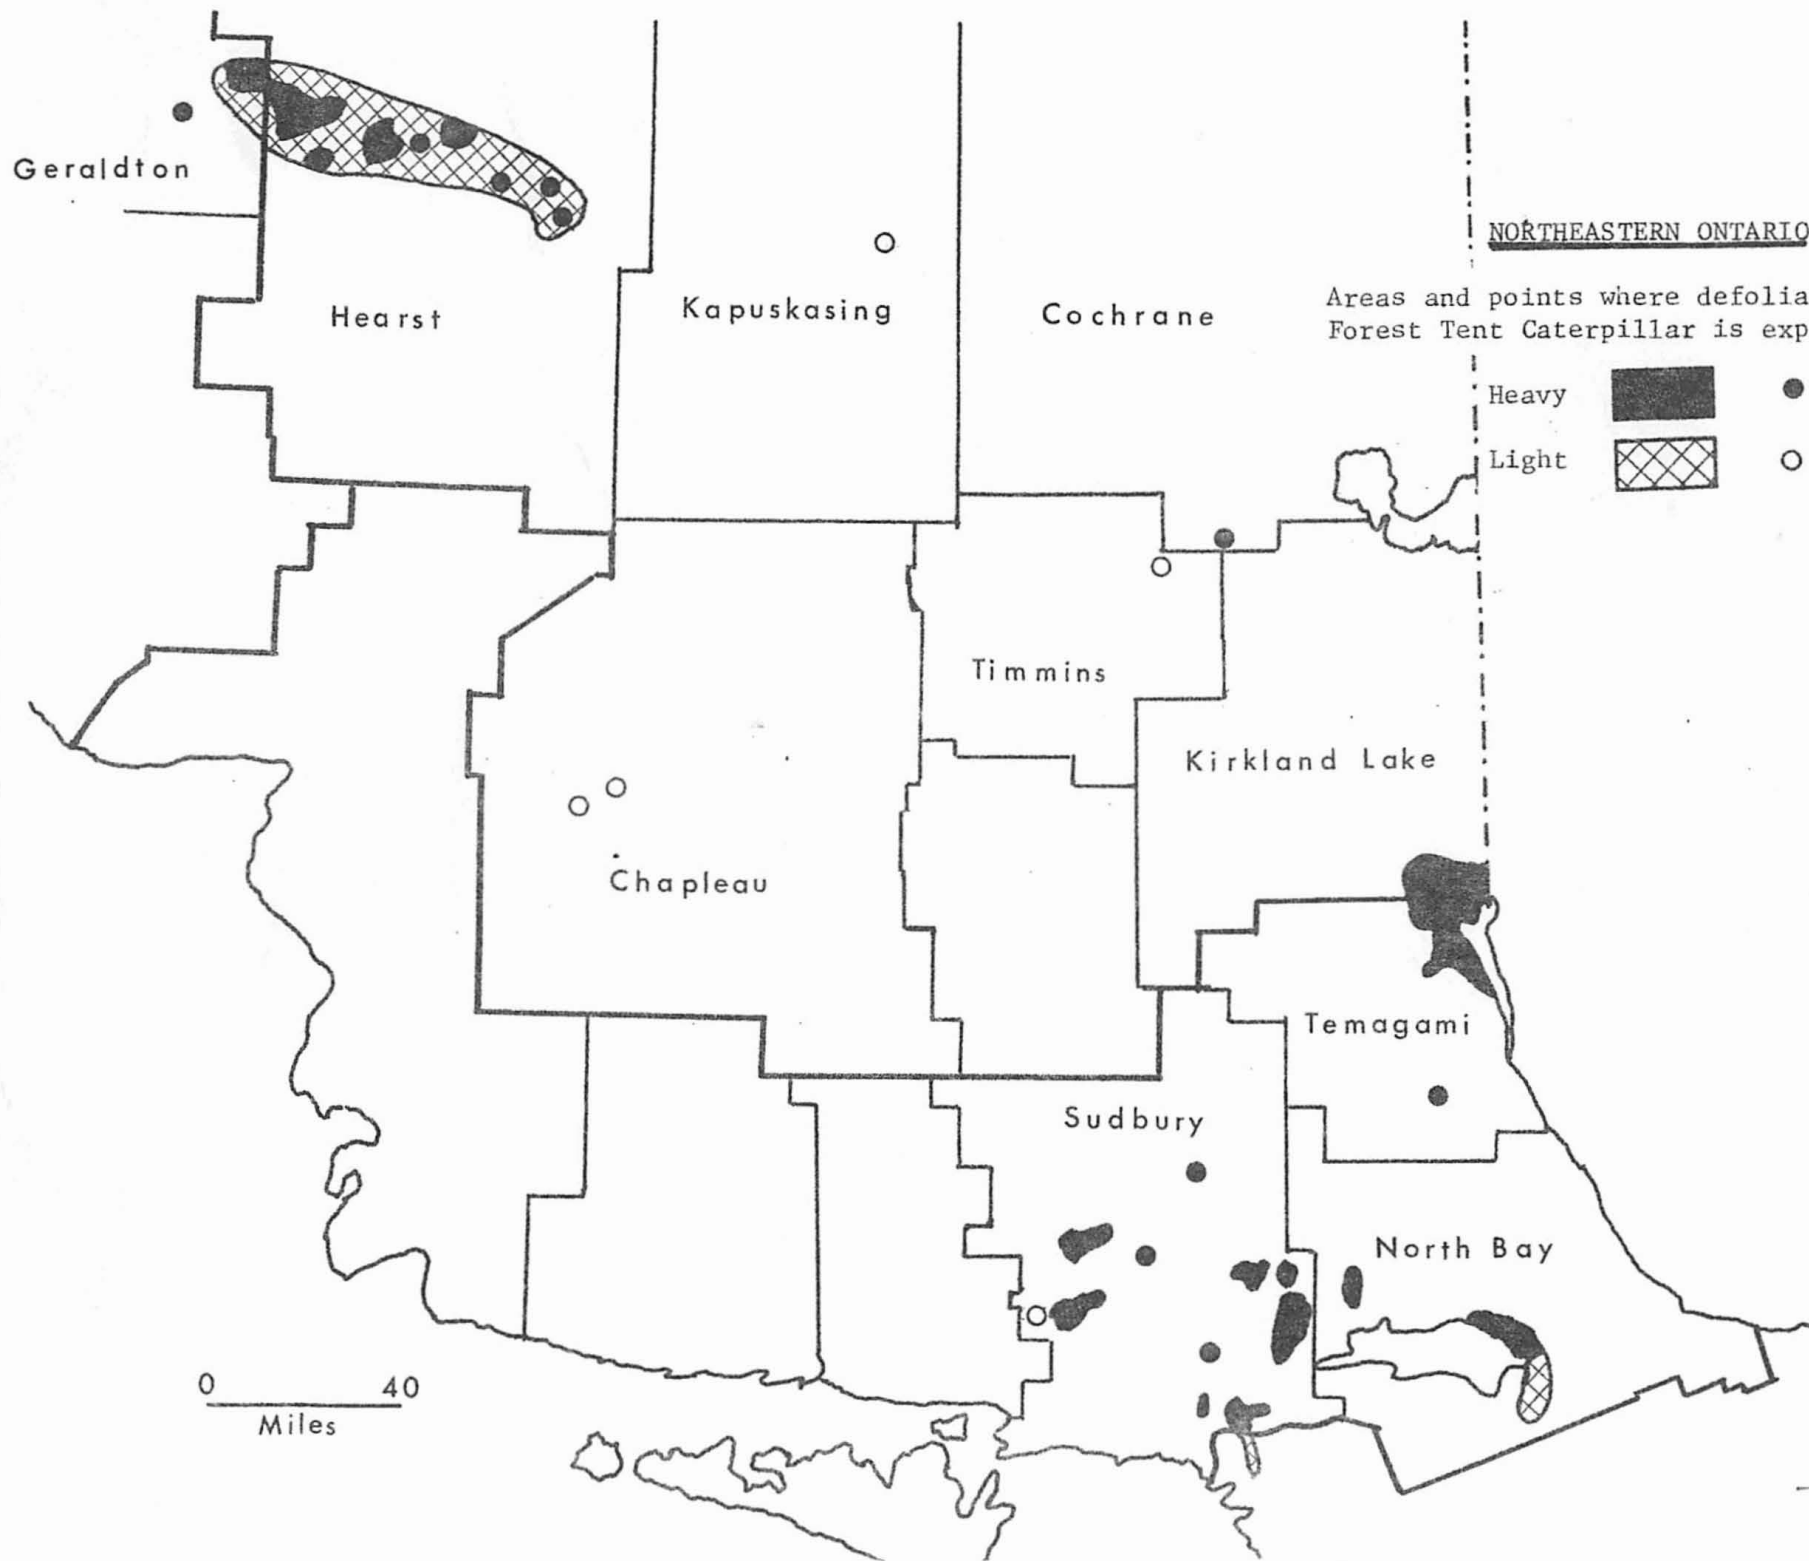 Geraldton
Hearst
Kapuskasing
Cochrane
NORTHEASTERN ONTARIO
Areas and points where defolia
Forest Tent Caterpillar is exp
Heavy
Light
Timmins
Kirkland Lake
Chapleau
Temagami
Sudbury
North Bay
0 40
Miles